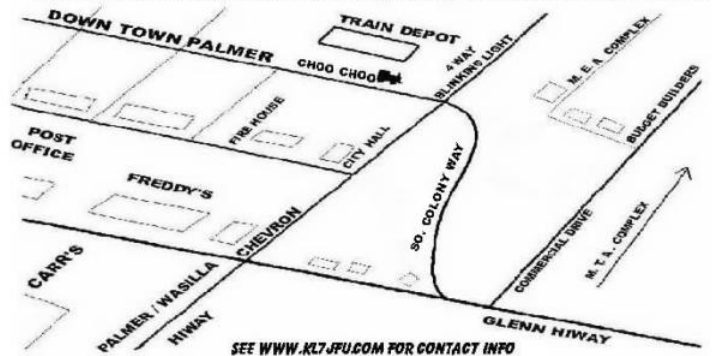 DOWN TOWN PALMER
TRAIN DEPOT
CHOO CHOO
4 WAY
BLINKING LIGHT
M. E. A. COMPLEX
BUDGET BUILDERS
FIRE HOUSE
CITY HALL
POST
OFFICE
FREDDY'S
CHEVRON
SO. COLONY WAY
COMMERCIAL DRIVE
M. T. A. COMPLEX
CARR'S
PALMER / WASILLA
HIWAY
GLENN HIWAY
SEE WWW.KL7JFU.COM FOR CONTACT INFO